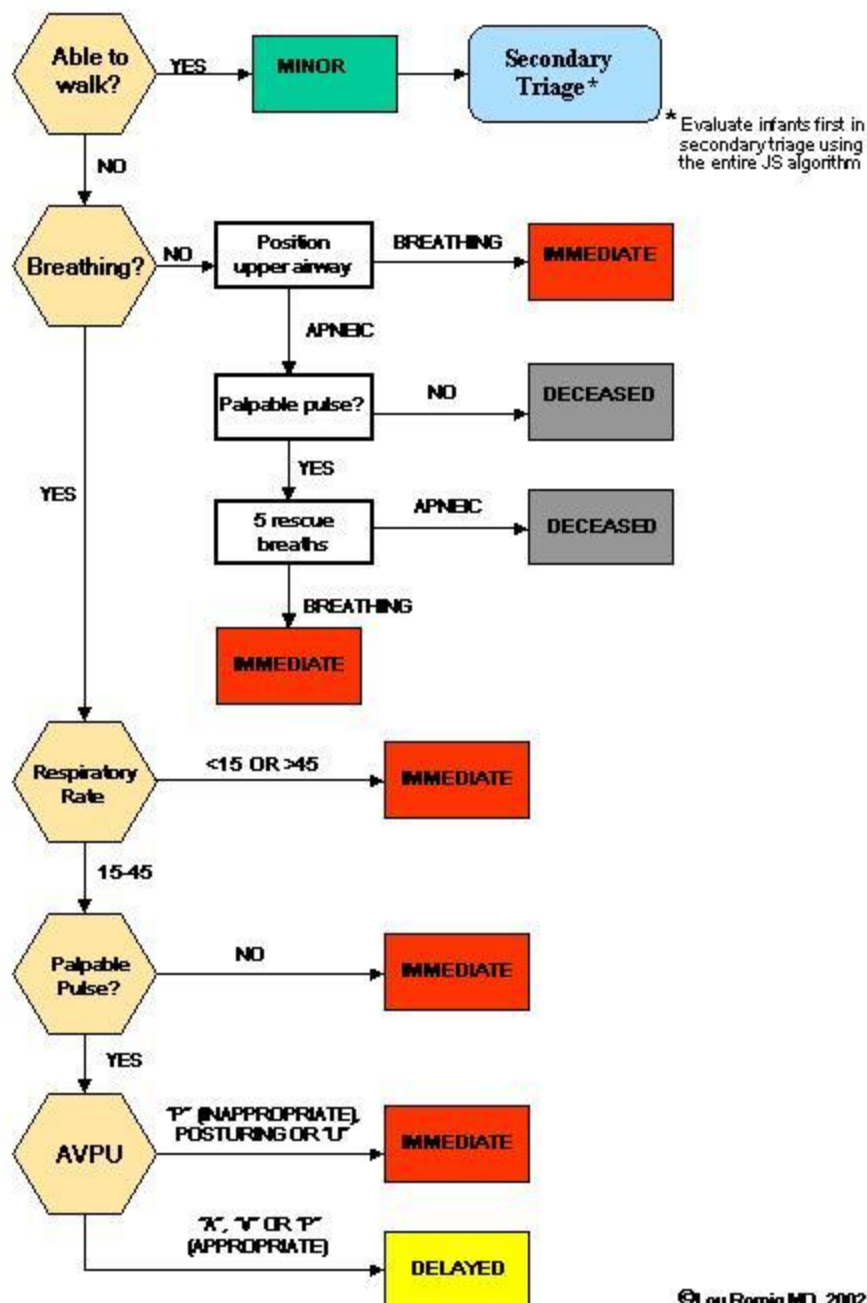 Able to
walk?
YES
MINOR
Secondary
Triage*
* Evaluate infants first in
secondary triage using
the entire JS algorithm
NO
Breathing?
NO
Position
upper airway
BREATHING
IMMEDIATE
APNEIC
Palpable pulse?
NO
DECEASED
YES
5 rescue
breaths
APNEIC
DECEASED
BREATHING
IMMEDIATE
YES
Respiratory
Rate
<15 OR >45
IMMEDIATE
15-45
Palpable
Pulse?
NO
IMMEDIATE
YES
AVPU
"P" (INAPPROPRIATE),
POSTURING OR "U"
IMMEDIATE
"A", "V" OR "P"
(APPROPRIATE)
DELAYED
©Lou Romig MD, 2002